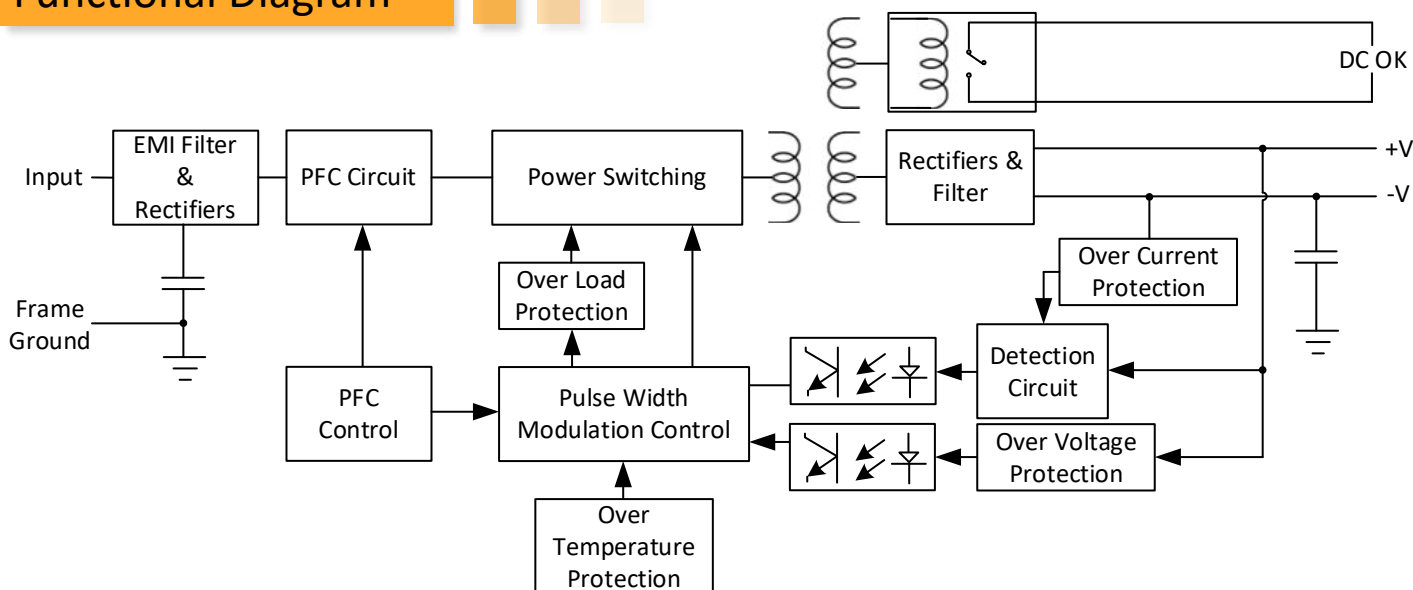 Functional Diagram
DC OK
Input
EMI Filter
&
Rectifiers
PFC Circuit
Power Switching
Rectifiers &
Filter
+V
-V
Over Current
Protection
Over Load
Protection
Frame
Ground
Detection
Circuit
PFC
Control
Pulse Width
Modulation Control
Over Voltage
Protection
Over
Temperature
Protection